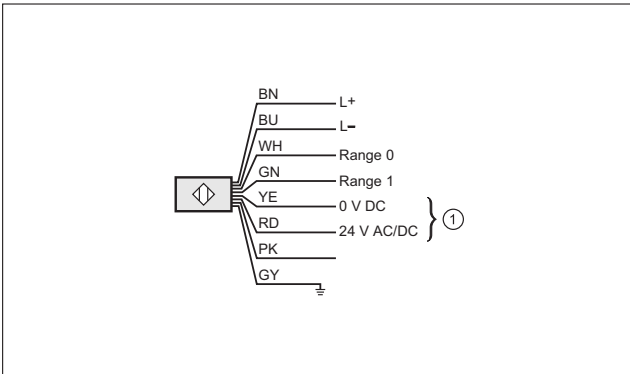 BN L+
BU L–
WH Range 0
GN Range 1
YE 0 V DC
RD 24 V AC/DC
1
PK
GY